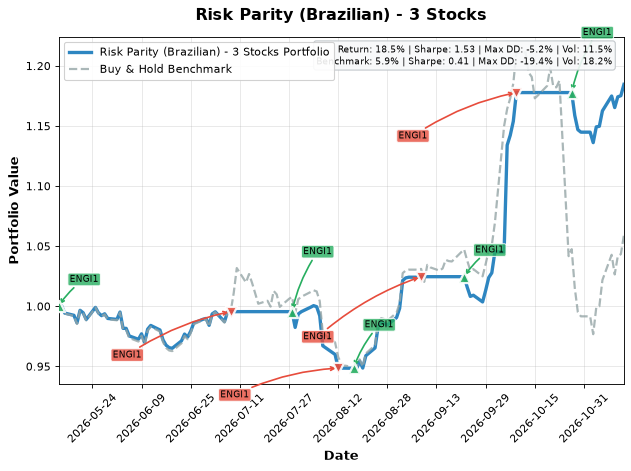 Risk Parity (Brazilian) - 3 Stocks
ENGI1
Risk Parity (Brazilian) - 3 Stocks Portfolio
Buy & Hold Benchmark
Return: 18.5% | Sharpe: 1.53 | Max DD: -5.2% | Vol: 11.5%
Benchmark: 5.9% | Sharpe: 0.41 | Max DD: -19.4% | Vol: 18.2%
1.20
1.15
1.10
1.05
1.00
0.95
Portfolio Value
ENGI1
ENGI1
ENGI1
ENGI1
ENGI1
ENGI1
ENGI1
ENGI1
2026-05-24
2026-06-09
2026-06-25
2026-07-11
2026-07-27
2026-08-12
2026-08-28
2026-09-13
2026-09-29
2026-10-15
2026-10-31
Date